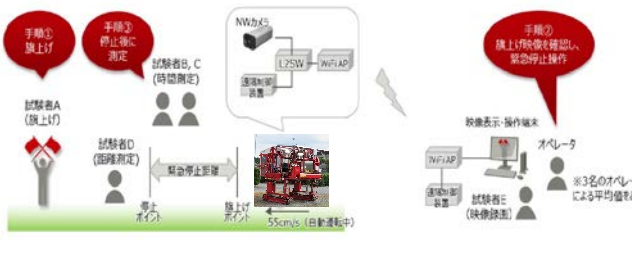 手順①
旗上げ
手順③
停止後に
測定
試験者B, C
(時間測定)
試験者A
(旗上げ)
試験者D
(距離測定)
緊急停止距離
停止
ポイント
旗上げ
ポイント
55cm/s（自動運転中）
NWカメラ
L2SW
WiFiAP
遠隔制御
装置
手順②
旗上げ映像を確認し、
緊急停止操作
映像表示・操作端末
オペレータ
WiFiAP
遠隔制御
装置
試験者E
(映像録画)
※3名のオペレー
による平均値を